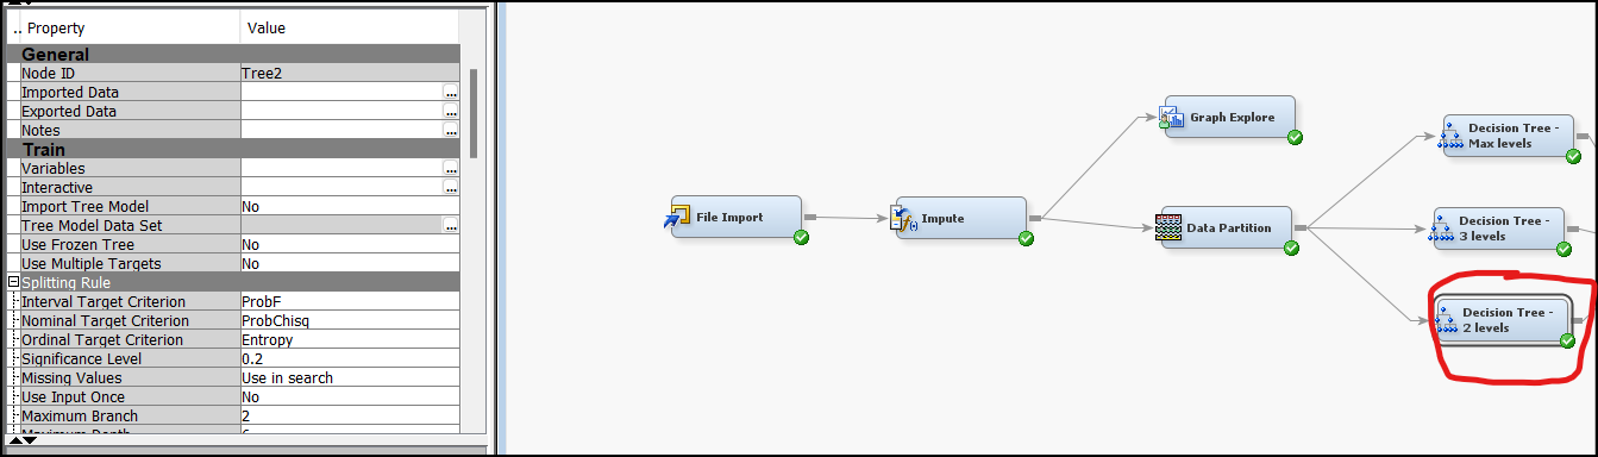 .. Property Value
General
Node ID Tree2
Imported Data ...
Exported Data ...
Notes ...
Train
Variables ...
Interactive ...
Import Tree Model No
Tree Model Data Set ...
Use Frozen Tree No
Use Multiple Targets No
Splitting Rule
Interval Target Criterion ProbF
Nominal Target Criterion ProbChisq
Ordinal Target Criterion Entropy
Significance Level 0.2
Missing Values Use in search
Use Input Once No
Maximum Branch 2
File Import
Impute
Graph Explore
Data Partition
Decision Tree -
Max levels
Decision Tree -
3 levels
Decision Tree -
2 levels